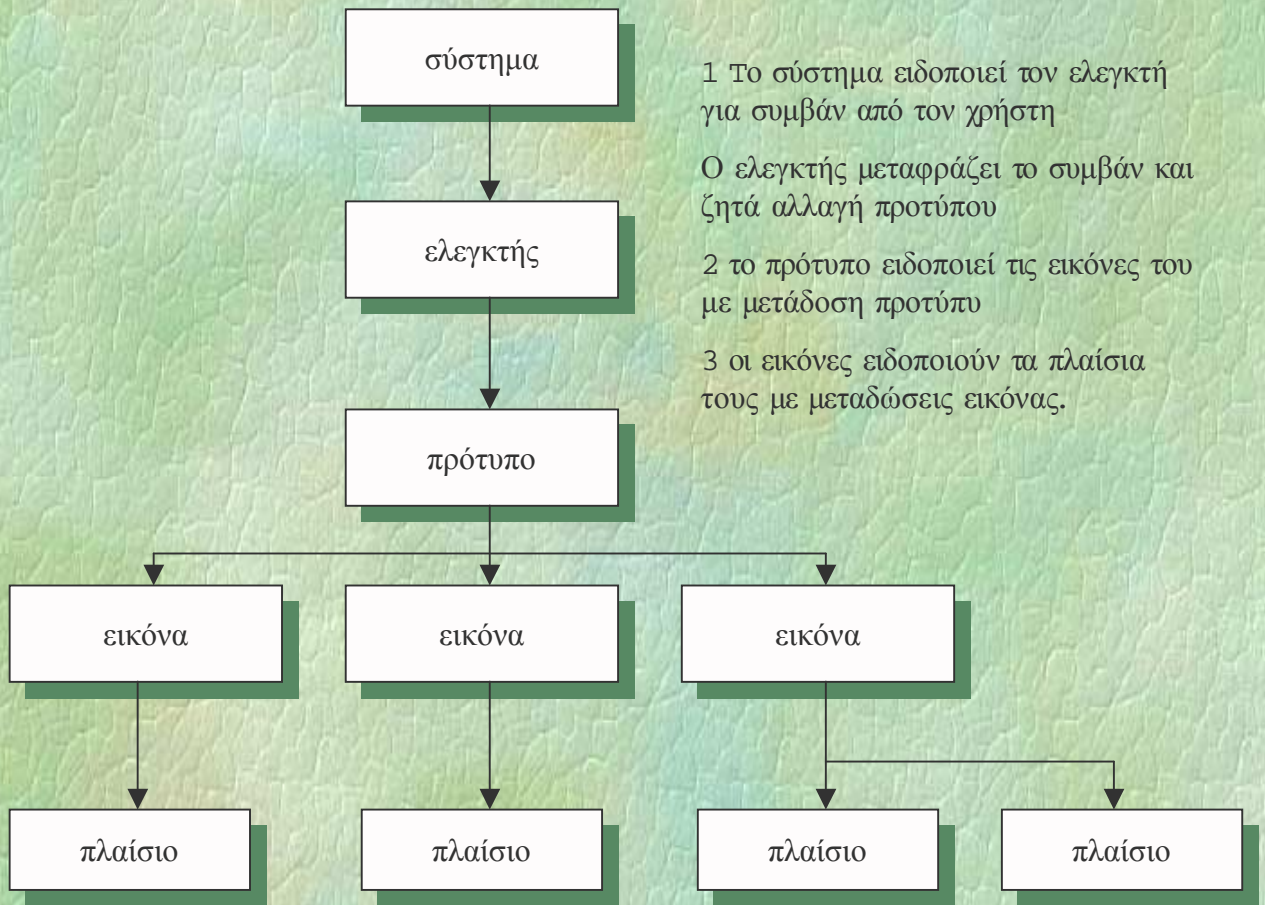 σύστημα
1 Το σύστημα ειδοποιεί τον ελεγκτή
για συμβάν από τον χρήστη
Ο ελεγκτής μεταφράζει το συμβάν και
ζητά αλλαγή προτύπου
2 το πρότυπο ειδοποιεί τις εικόνες του
με μετάδοση προτύπυ
3 οι εικόνες ειδοποιούν τα πλαίσια
τους με μεταδώσεις εικόνας.
ελεγκτής
πρότυπο
εικόνα εικόνα εικόνα
πλαίσιο πλαίσιο πλαίσιο πλαίσιο